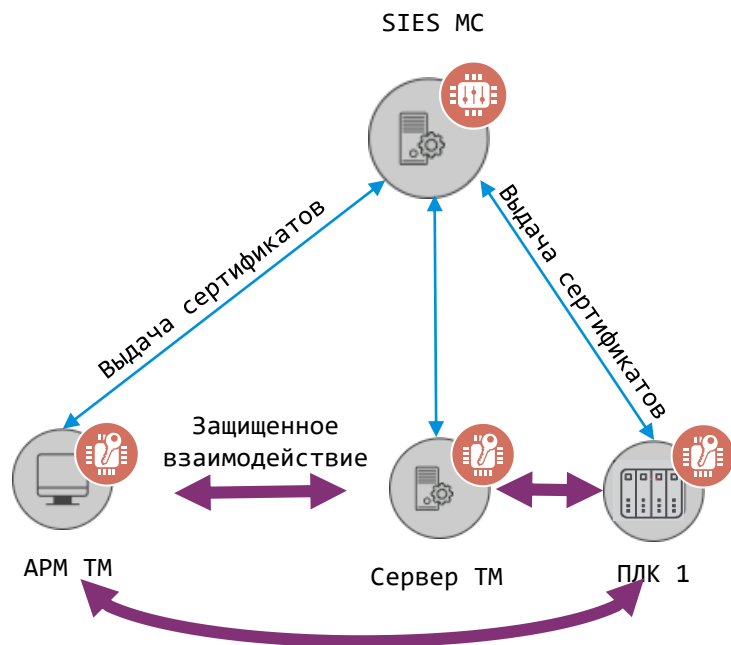 SIES MC
Выдача сертификатов
Выдача сертификатов
Защищенное
взаимодействие
АРМ ТМ
Сервер ТМ
ПЛК 1